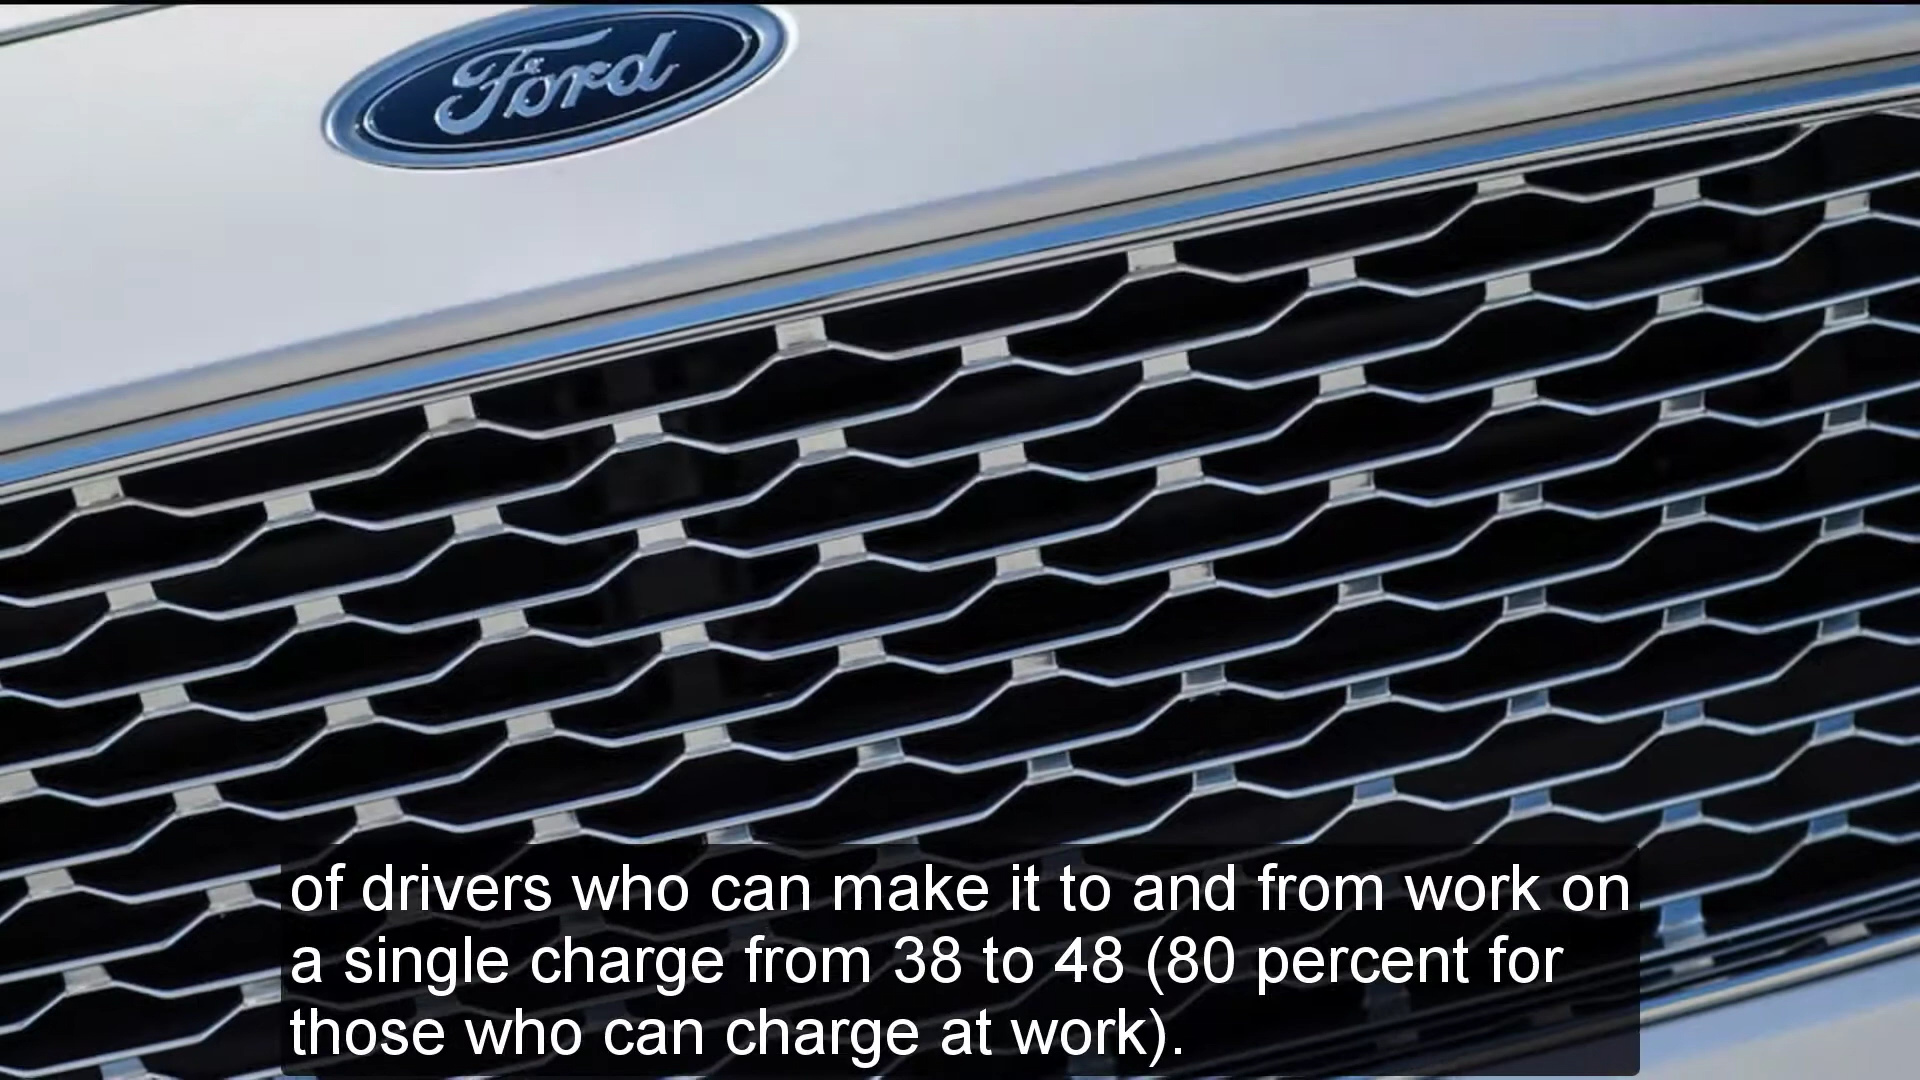 Ford
of drivers who can make it to and from work on
a single charge from 38 to 48 (80 percent for
those who can charge at work).